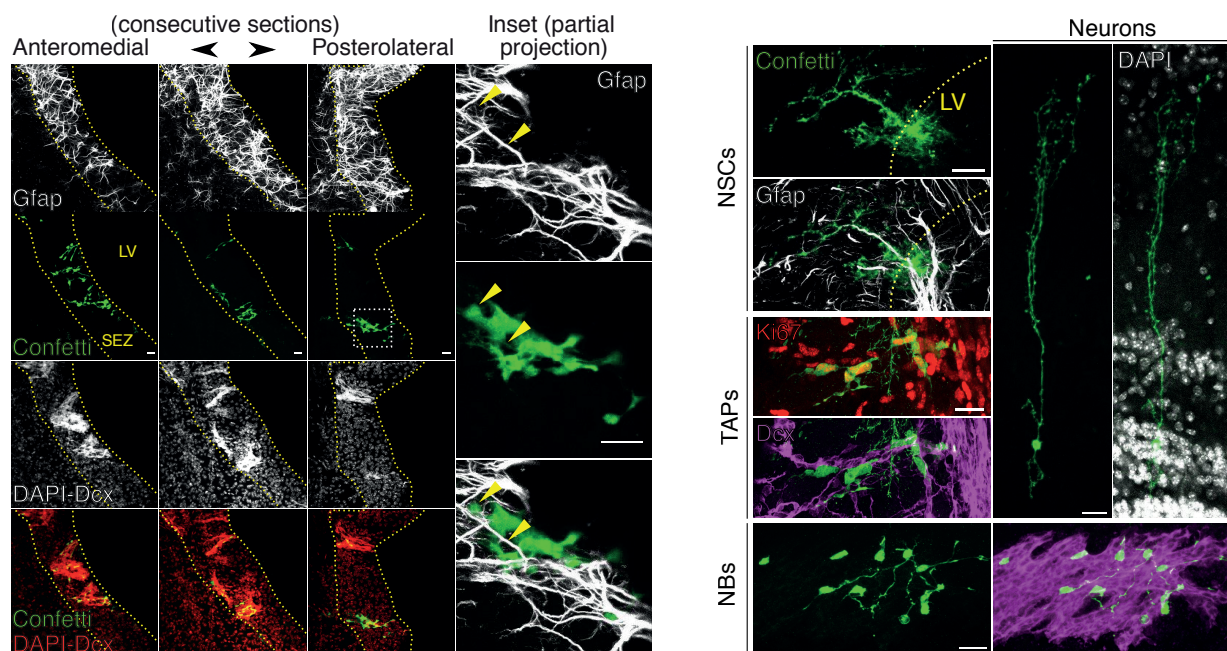 (consecutive sections)
Anteromedial
Posterolateral
Inset (partial
projection)
Gfap
Gfap
LV
SEZ
Confetti
DAPI-Dcx
Confetti
DAPI-Dcx
Neurons
NSCs
Confetti
LV
DAPI
Gfap
TAPs
Ki67
Dcx
NBs